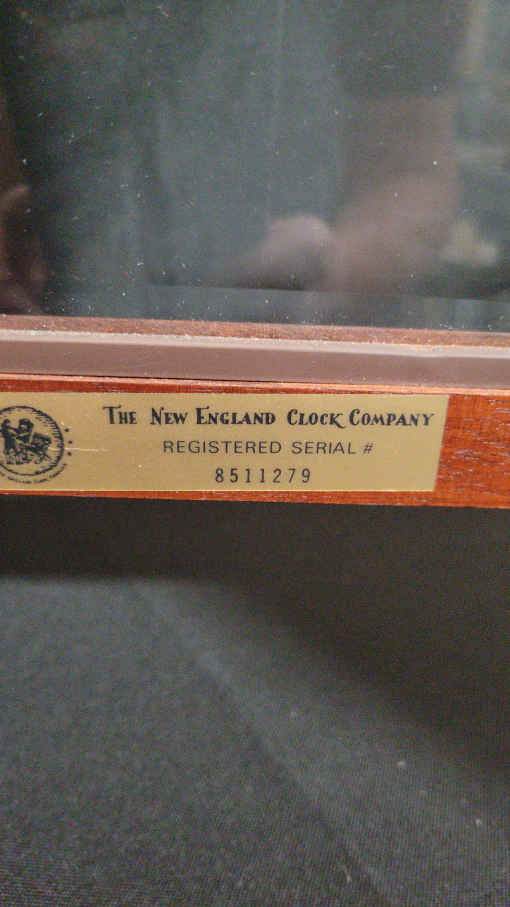 The New England Clock Company
REGISTERED SERIAL #
8511279